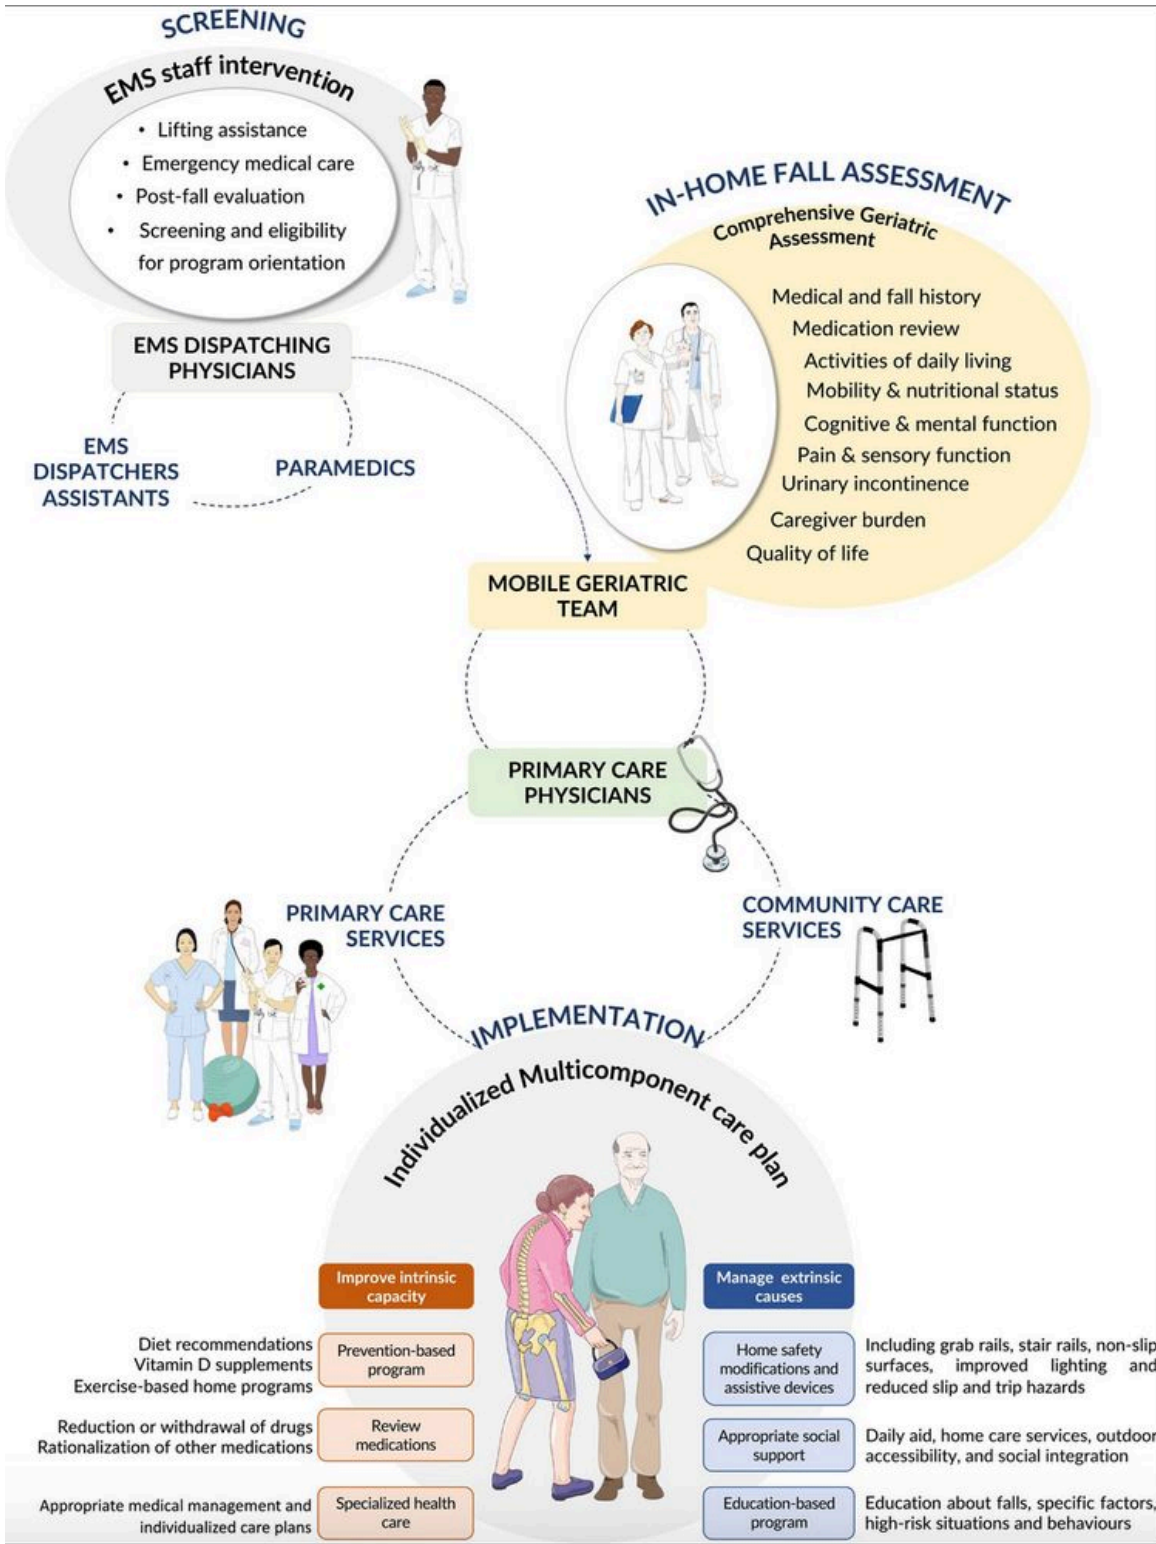 SCREENING
EMS staff intervention
• Lifting assistance
• Emergency medical care
• Post-fall evaluation
• Screening and eligibility
for program orientation
EMS DISPATCHING
PHYSICIANS
EMS
DISPATCHERS
ASSISTANTS
PARAMEDICS
IN-HOME FALL ASSESSMENT
Comprehensive Geriatric
Assessment
Medical and fall history
Medication review
Activities of daily living
Mobility & nutritional status
Cognitive & mental function
Pain & sensory function
Urinary incontinence
Caregiver burden
Quality of life
MOBILE GERIATRIC
TEAM
PRIMARY CARE
PHYSICIANS
PRIMARY CARE
SERVICES
COMMUNITY CARE
SERVICES
IMPLEMENTATION
Individualized Multicomponent care plan
Improve intrinsic
capacity
Diet recommendations
Vitamin D supplements
Exercise-based home programs
Prevention-based
program
Reduction or withdrawal of drugs
Rationalization of other medications
Review
medications
Appropriate medical management and
individualized care plans
Specialized health
care
Manage extrinsic
causes
Home safety
modifications and
assistive devices
Including grab rails, stair rails, non-slip
surfaces, improved lighting and
reduced slip and trip hazards
Appropriate social
support
Daily aid, home care services, outdoor
accessibility, and social integration
Education-based
program
Education about falls, specific factors,
high-risk situations and behaviours